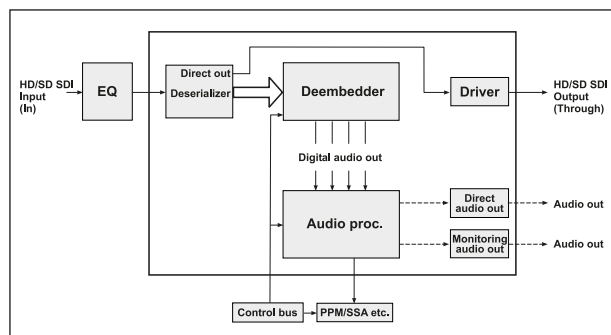 Direct out
HD/SD SDI
Input
(In)
EQ
Deserializer
Deembedder
Driver
HD/SD SDI
Output
(Through)
Digital audio out
Audio proc.
Direct
audio out
Audio out
Monitoring
audio out
Audio out
Control bus
PPM/SSA etc.